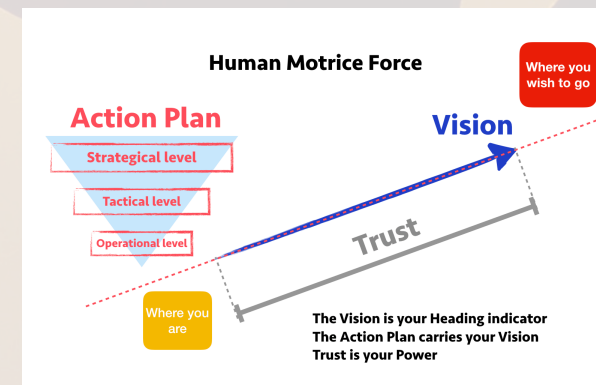 Human Motrice Force
Where you
wish to go
Action Plan
Vision
Strategical level
Tactical level
Operational level
Trust
Where you
are
The Vision is your Heading indicator
The Action Plan carries your Vision
Trust is your Power